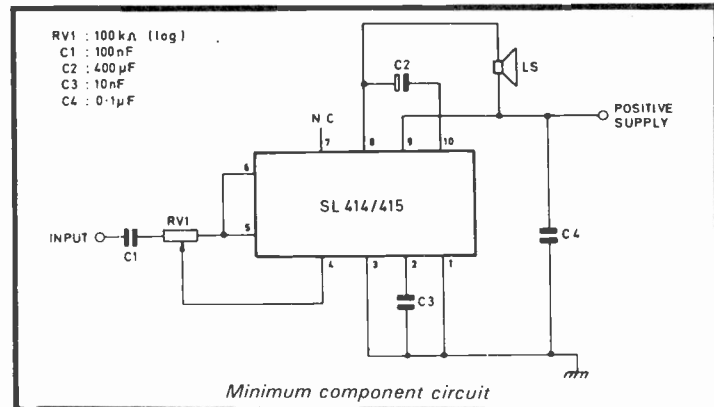 RV1 : 100kΩ (log)
C1 : 100nF
C2 : 400µF
C3 : 10nF
C4 : 0·1µF
C2
LS
POSITIVE
SUPPLY
N C
7
8
9
10
6
SL 414/415
INPUT
RV1
5
C1
C4
4
3
2
1
C3
Minimum component circuit